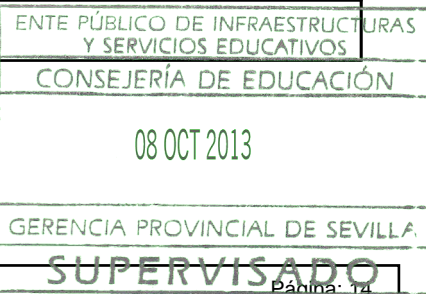 ENTE PÚBLICO DE INFRAESTRUCTURAS
Y SERVICIOS EDUCATIVOS
CONSEJERÍA DE EDUCACIÓN
08 OCT 2013
GERENCIA PROVINCIAL DE SEVILLA
SUPERVISADO
Página: 14